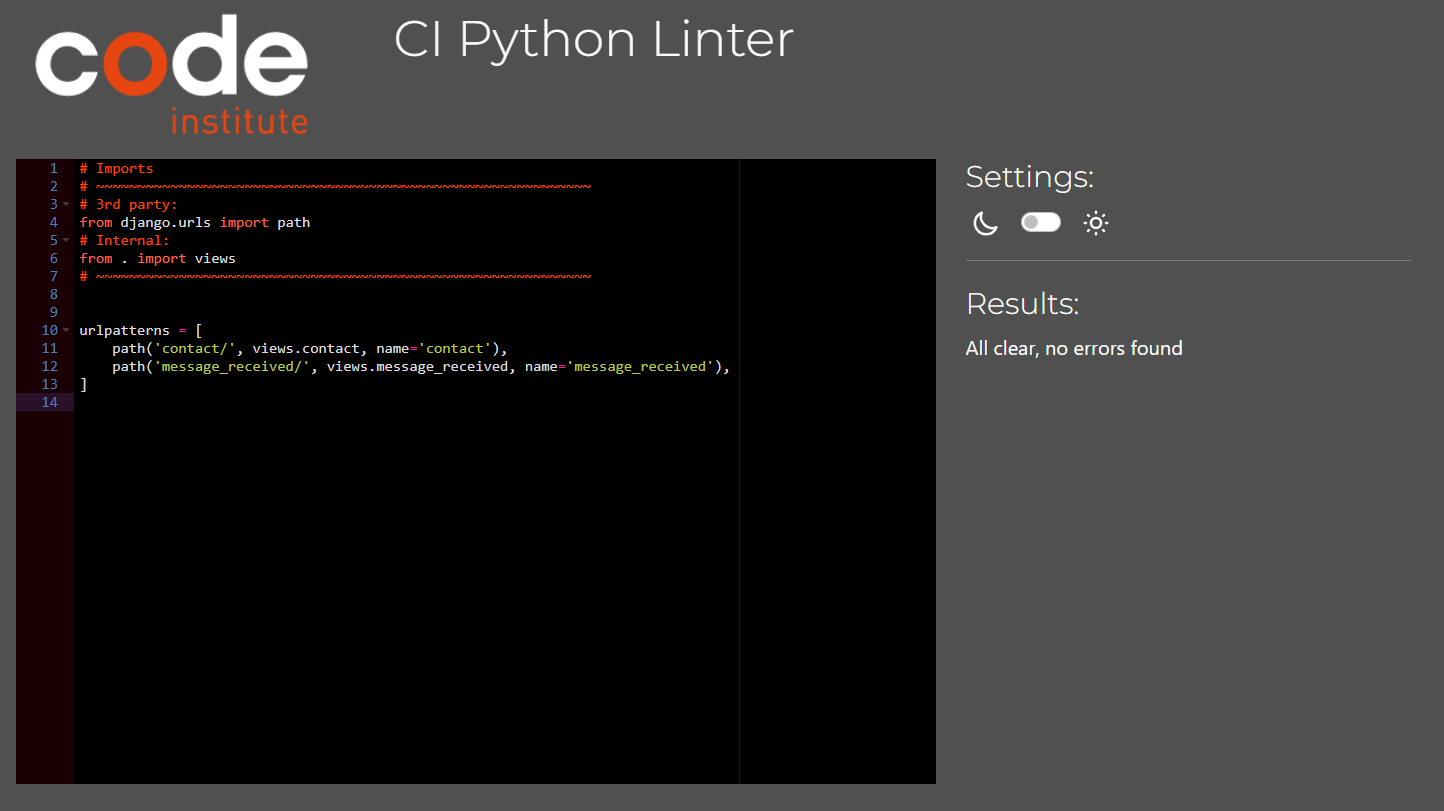 code
institute
CI Python Linter
1 # Imports
2 # ~~~~~~~~~~~~~~~~~~~~~~~~~~~~~~~~~~~~~~~~~~~~~~~~~~~~~~~~~~~~
3 # 3rd party:
4 from django.urls import path
5 # Internal:
6 from . import views
7 # ~~~~~~~~~~~~~~~~~~~~~~~~~~~~~~~~~~~~~~~~~~~~~~~~~~~~~~~~~~~~
8
9
10 urlpatterns = [
11     path('contact/', views.contact, name='contact'),
12     path('message_received/', views.message_received, name='message_received'),
13 ]
14
Settings:
Results:
All clear, no errors found